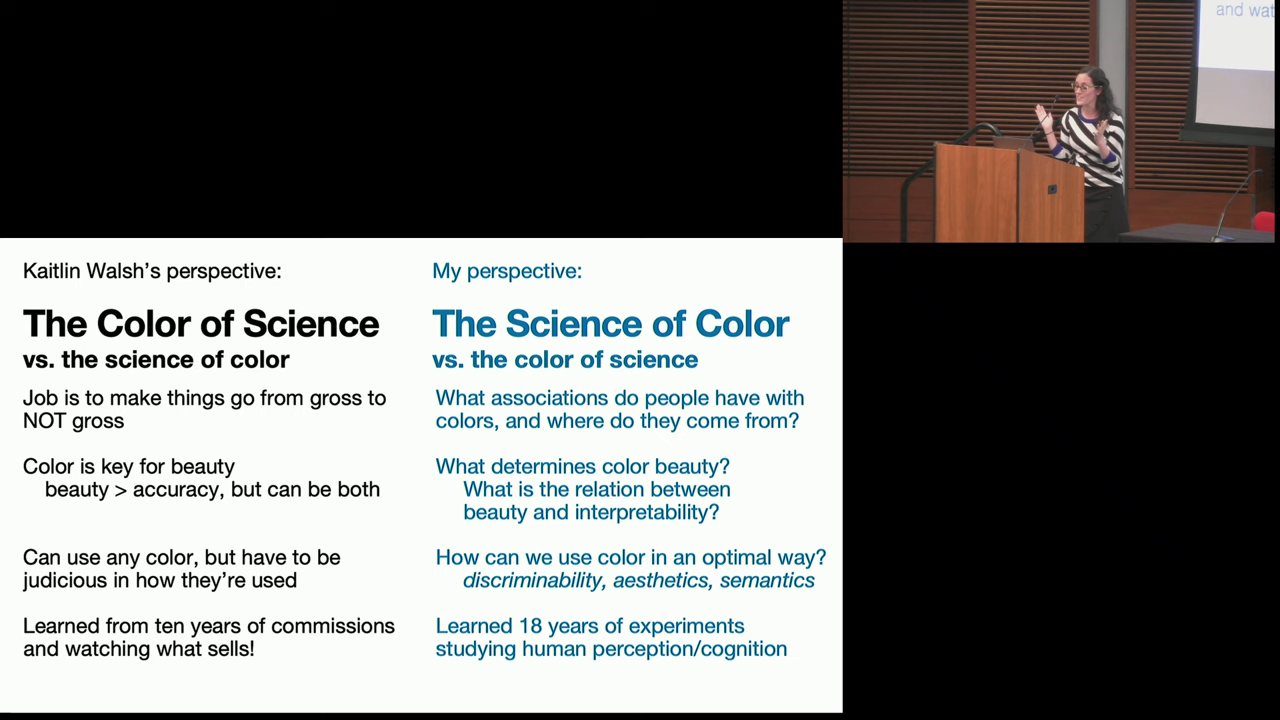 and wat
Kaitlin Walsh's perspective:
The Color of Science
vs. the science of color
Job is to make things go from gross to
NOT gross
Color is key for beauty
beauty > accuracy, but can be both
Can use any color, but have to be
judicious in how they're used
Learned from ten years of commissions
and watching what sells!
My perspective:
The Science of Color
vs. the color of science
What associations do people have with
colors, and where do they come from?
What determines color beauty?
What is the relation between
beauty and interpretability?
How can we use color in an optimal way?
discriminability, aesthetics, semantics
Learned 18 years of experiments
studying human perception/cognition